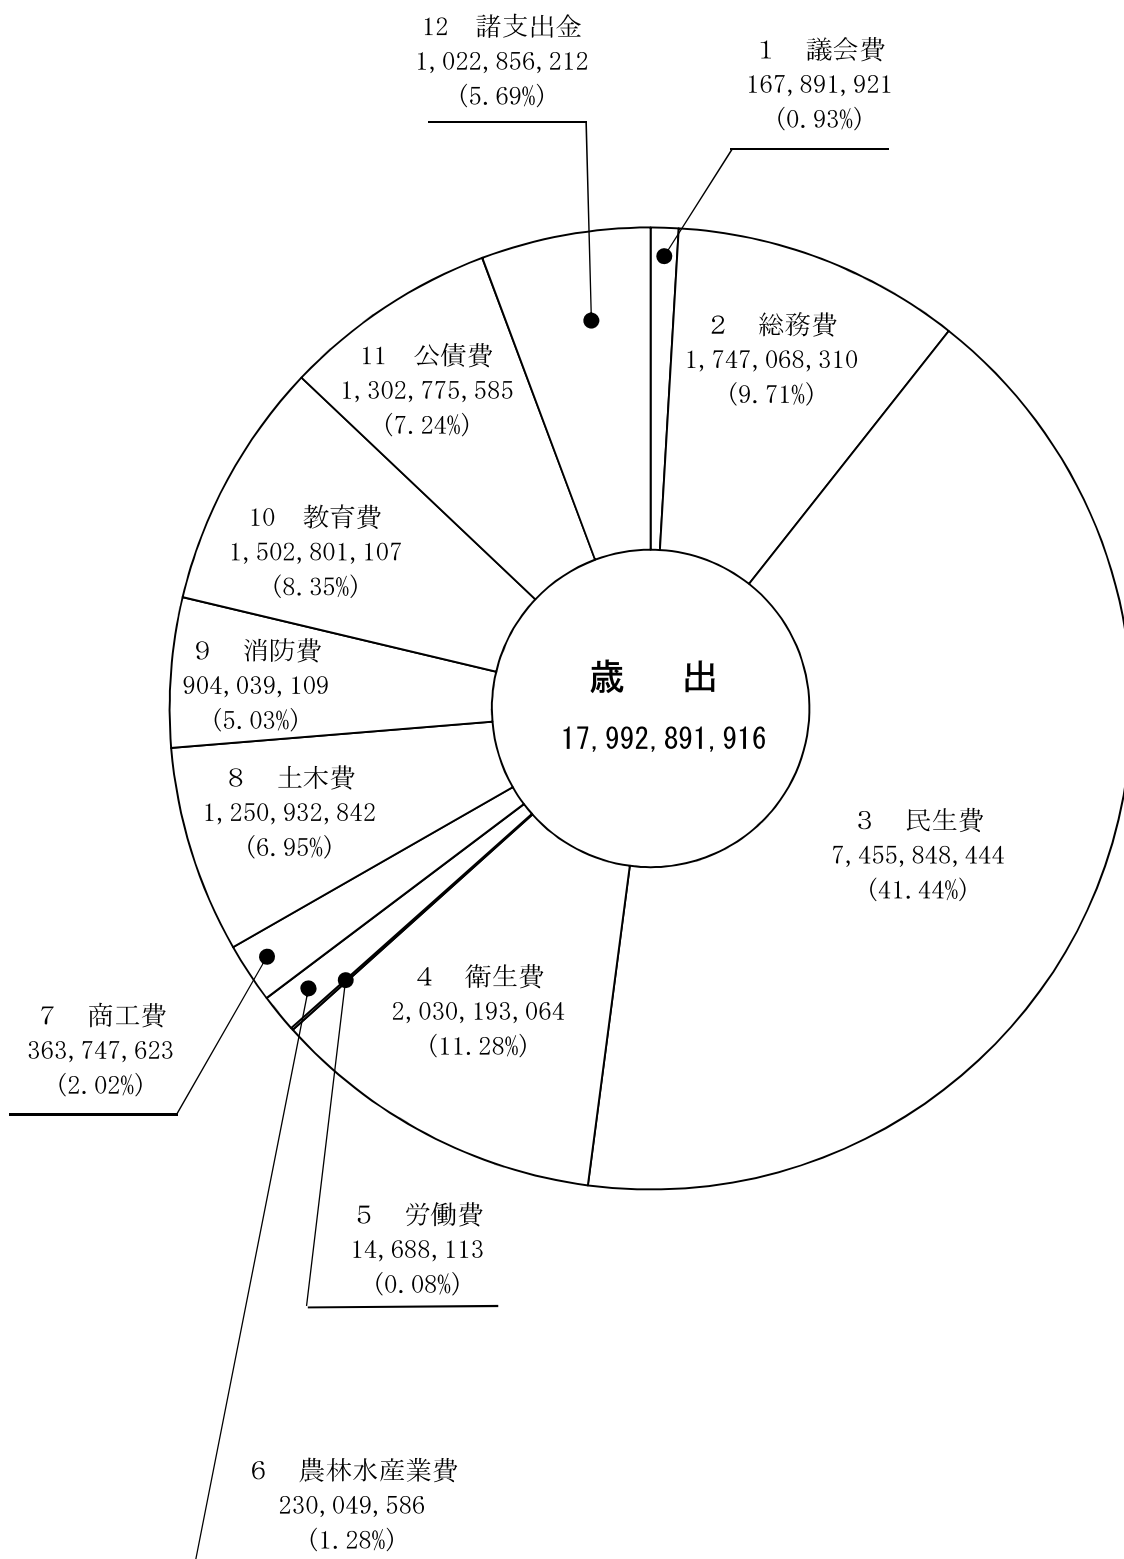 12 諸支出金
1,022,856,212
(5.69%)
1 議会費
167,891,921
(0.93%)
2 総務費
1,747,068,310
(9.71%)
11 公債費
1,302,775,585
(7.24%)
10 教育費
1,502,801,107
(8.35%)
9 消防費
904,039,109
(5.03%)
歳 出
17,992,891,916
8 土木費
1,250,932,842
(6.95%)
3 民生費
7,455,848,444
(41.44%)
4 衛生費
2,030,193,064
(11.28%)
7 商工費
363,747,623
(2.02%)
5 労働費
14,688,113
(0.08%)
6 農林水産業費
230,049,586
(1.28%)